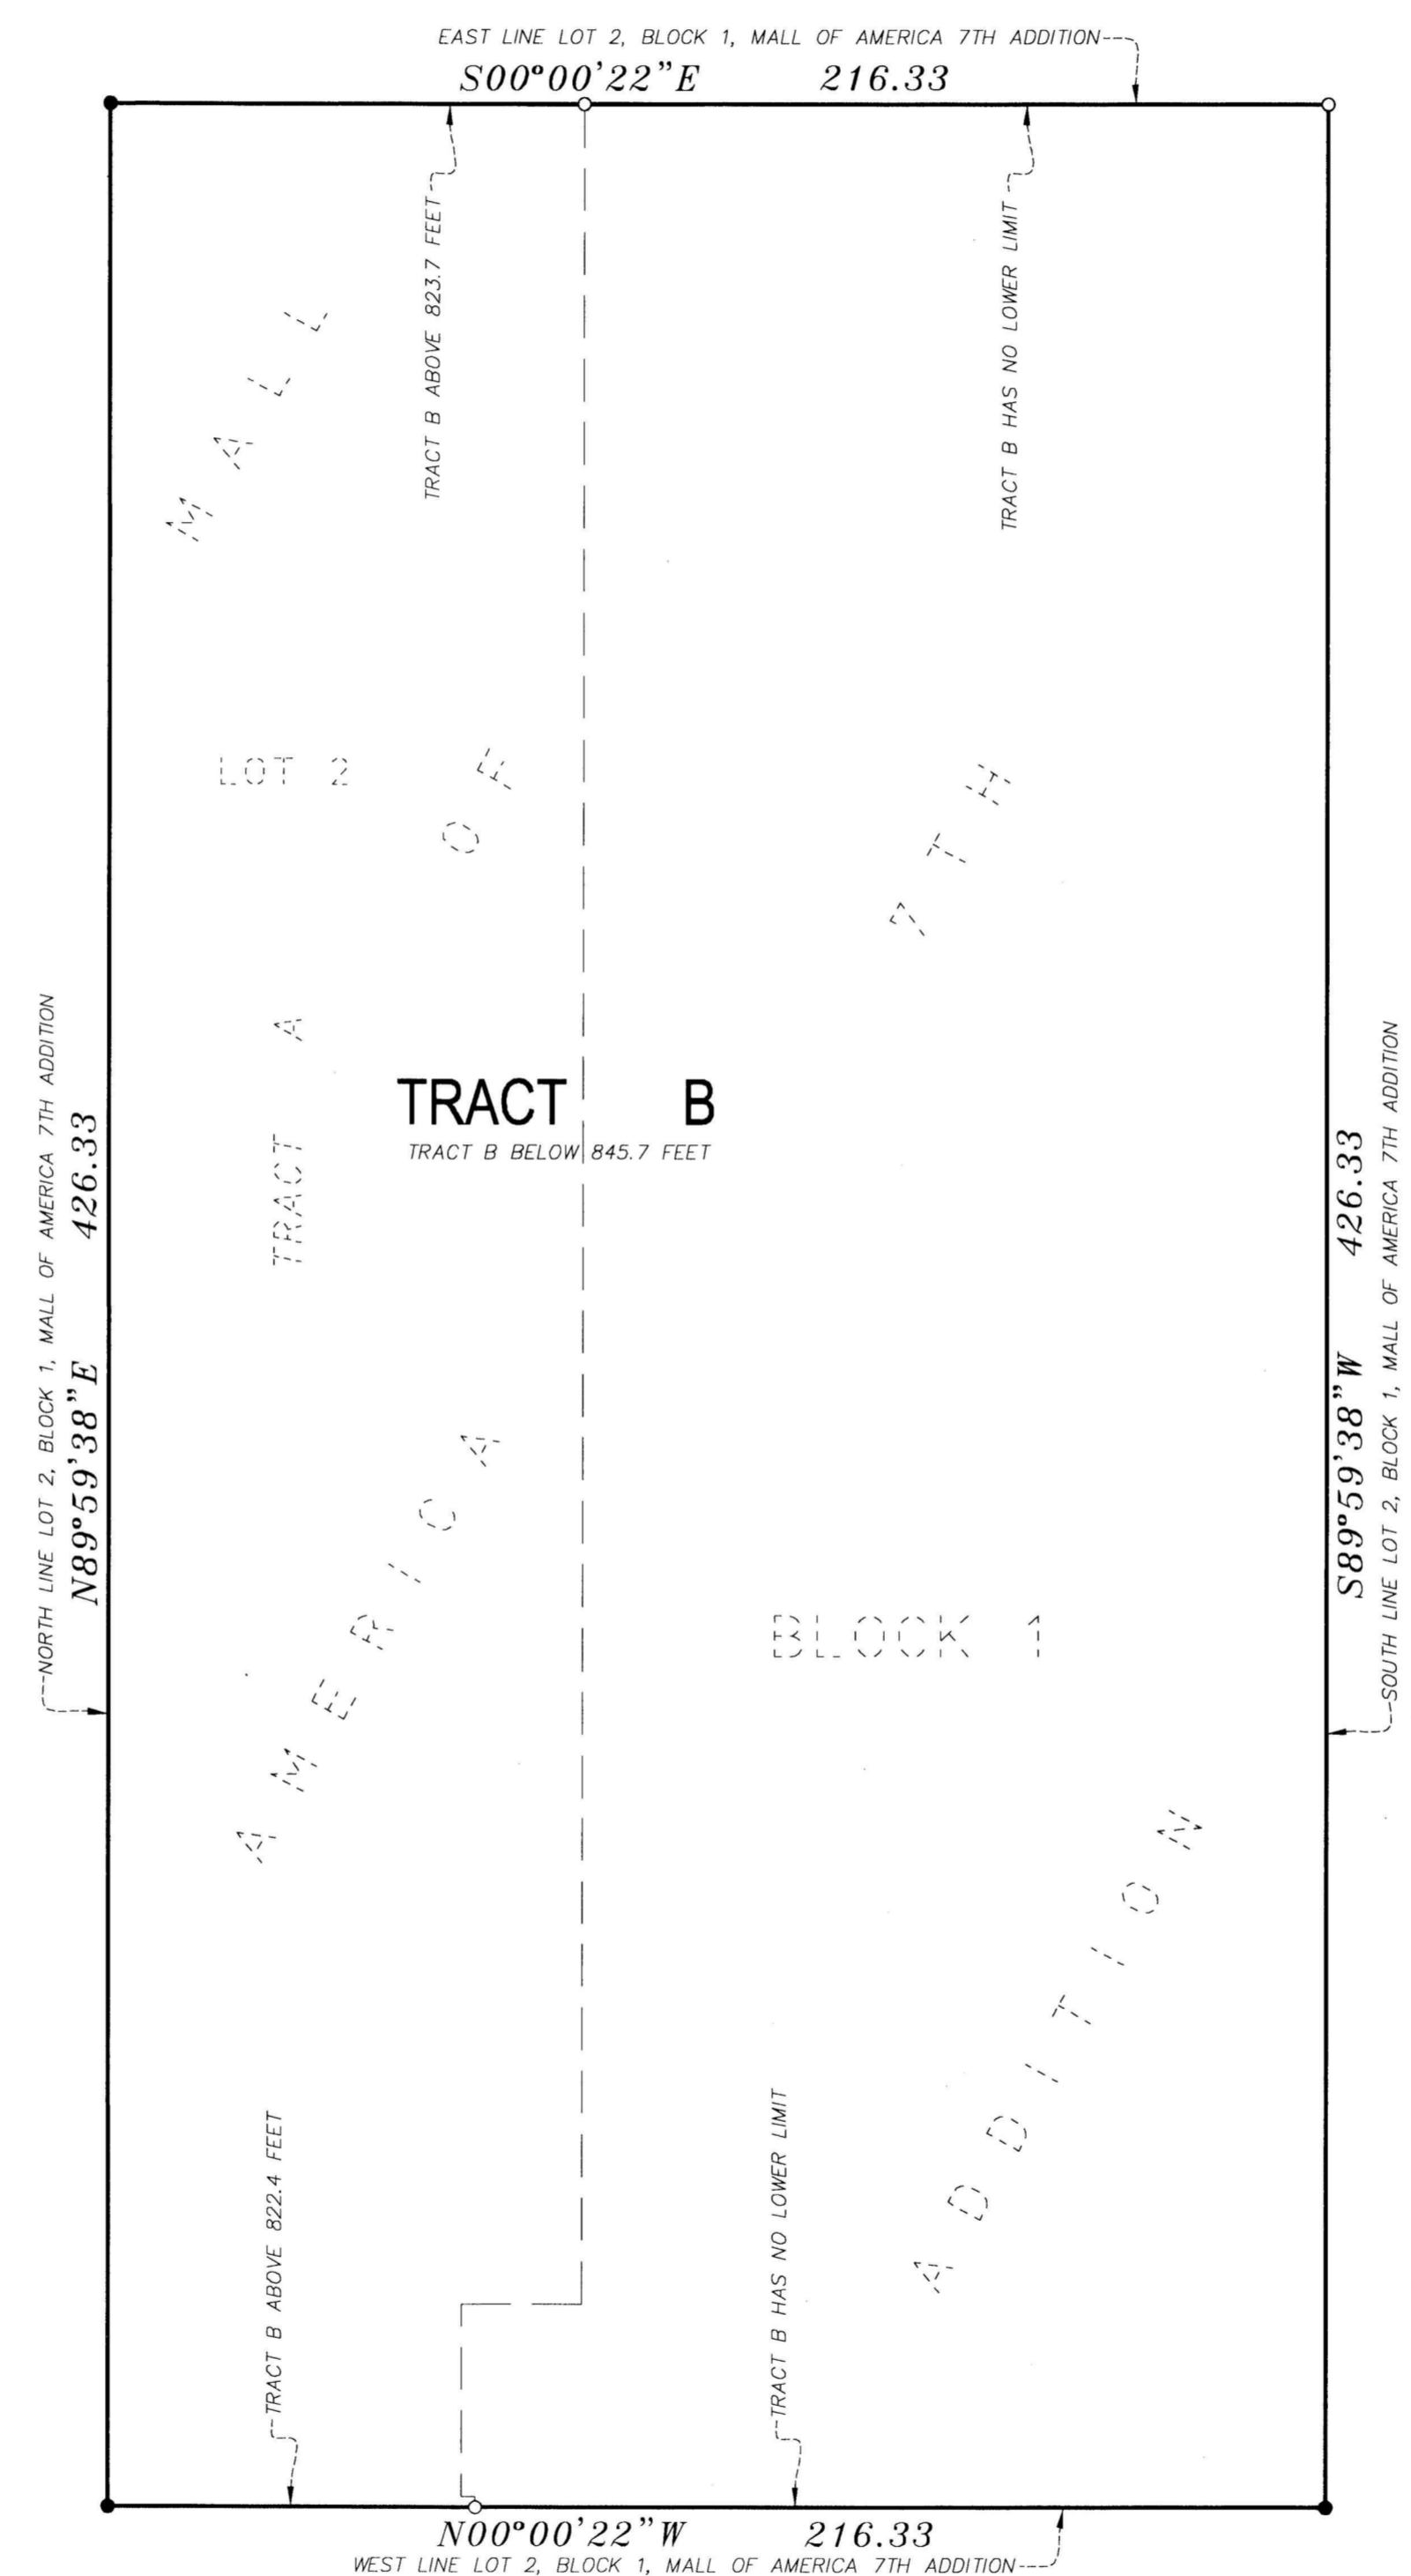 EAST LINE LOT 2, BLOCK 1, MALL OF AMERICA 7TH ADDITION
S00°00'22"E 216.33
TRACT B ABOVE 823.7 FEET
TRACT B HAS NO LOWER LIMIT
MALL
OF
LOT 2
7TH
TRACT A
TRACT B
TRACT B BELOW 845.7 FEET
NORTH LINE LOT 2, BLOCK 1, MALL OF AMERICA 7TH ADDITION
N89°59'38"E 426.33
S89°59'38"W 426.33
SOUTH LINE LOT 2, BLOCK 1, MALL OF AMERICA 7TH ADDITION
AMERICA
BLOCK 1
ADDITION
TRACT B ABOVE 822.4 FEET
TRACT B HAS NO LOWER LIMIT
N00°00'22"W 216.33
WEST LINE LOT 2, BLOCK 1, MALL OF AMERICA 7TH ADDITION